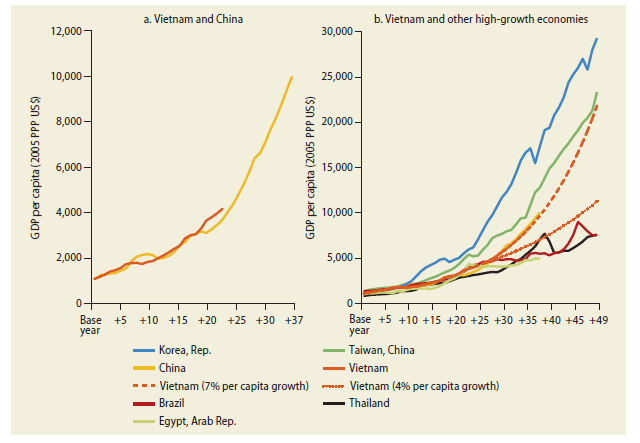 a. Vietnam and China
GDP per capita (2005 PPP US$)
12,000
10,000
8,000
6,000
4,000
2,000
0
Base year +5 +10 +15 +20 +25 +30 +37
b. Vietnam and other high-growth economies
GDP per capita (2005 PPP US$)
30,000
25,000
20,000
15,000
10,000
5,000
0
Base year +5 +10 +15 +20 +25 +30 +35 +40 +45 +49
Korea, Rep.
China
Vietnam (7% per capita growth)
Brazil
Egypt, Arab Rep.
Taiwan, China
Vietnam
Vietnam (4% per capita growth)
Thailand